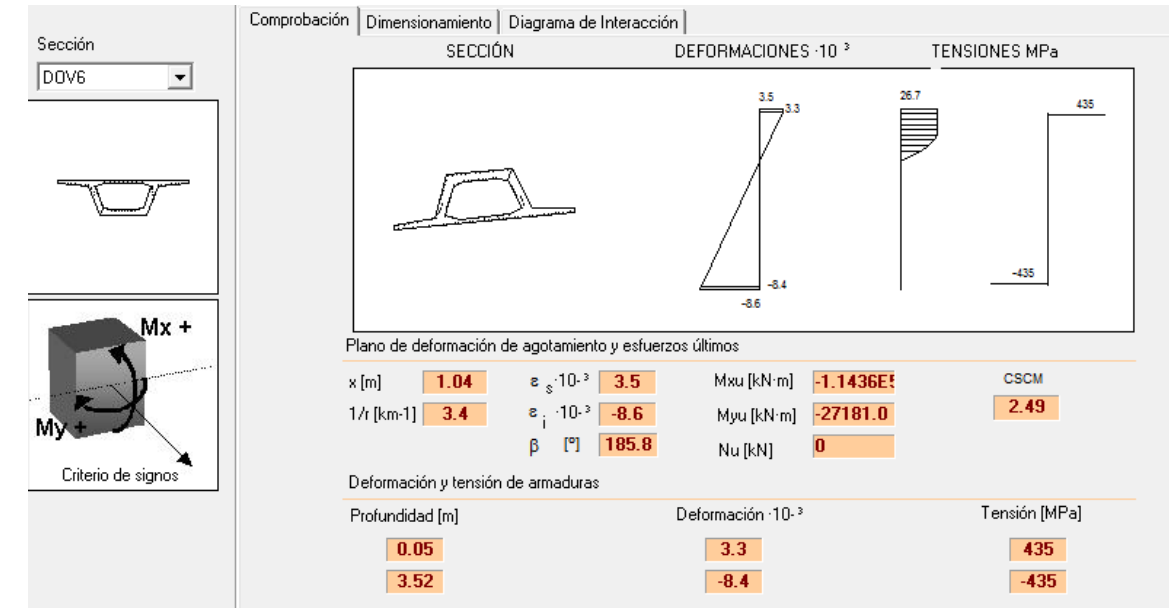 Comprobación Dimensionamiento Diagrama de Interacción
Sección
DOV6
SECCIÓN DEFORMACIONES ·10 ³ TENSIONES MPa
3.5
3.3
26.7
435
-8.4
-8.6
-435
Mx +
My +
Criterio de signos
Plano de deformación de agotamiento y esfuerzos últimos
x [m] 1.04 ε s ·10-³ 3.5 Mxu [kN·m] -1.1436E5 CSCM
1/r [km-1] 3.4 ε i ·10-³ -8.6 Myu [kN·m] -27181.0 2.49
β [º] 185.8 Nu [kN] 0
Deformación y tensión de armaduras
Profundidad [m] Deformación ·10-³ Tensión [MPa]
0.05 3.3 435
3.52 -8.4 -435